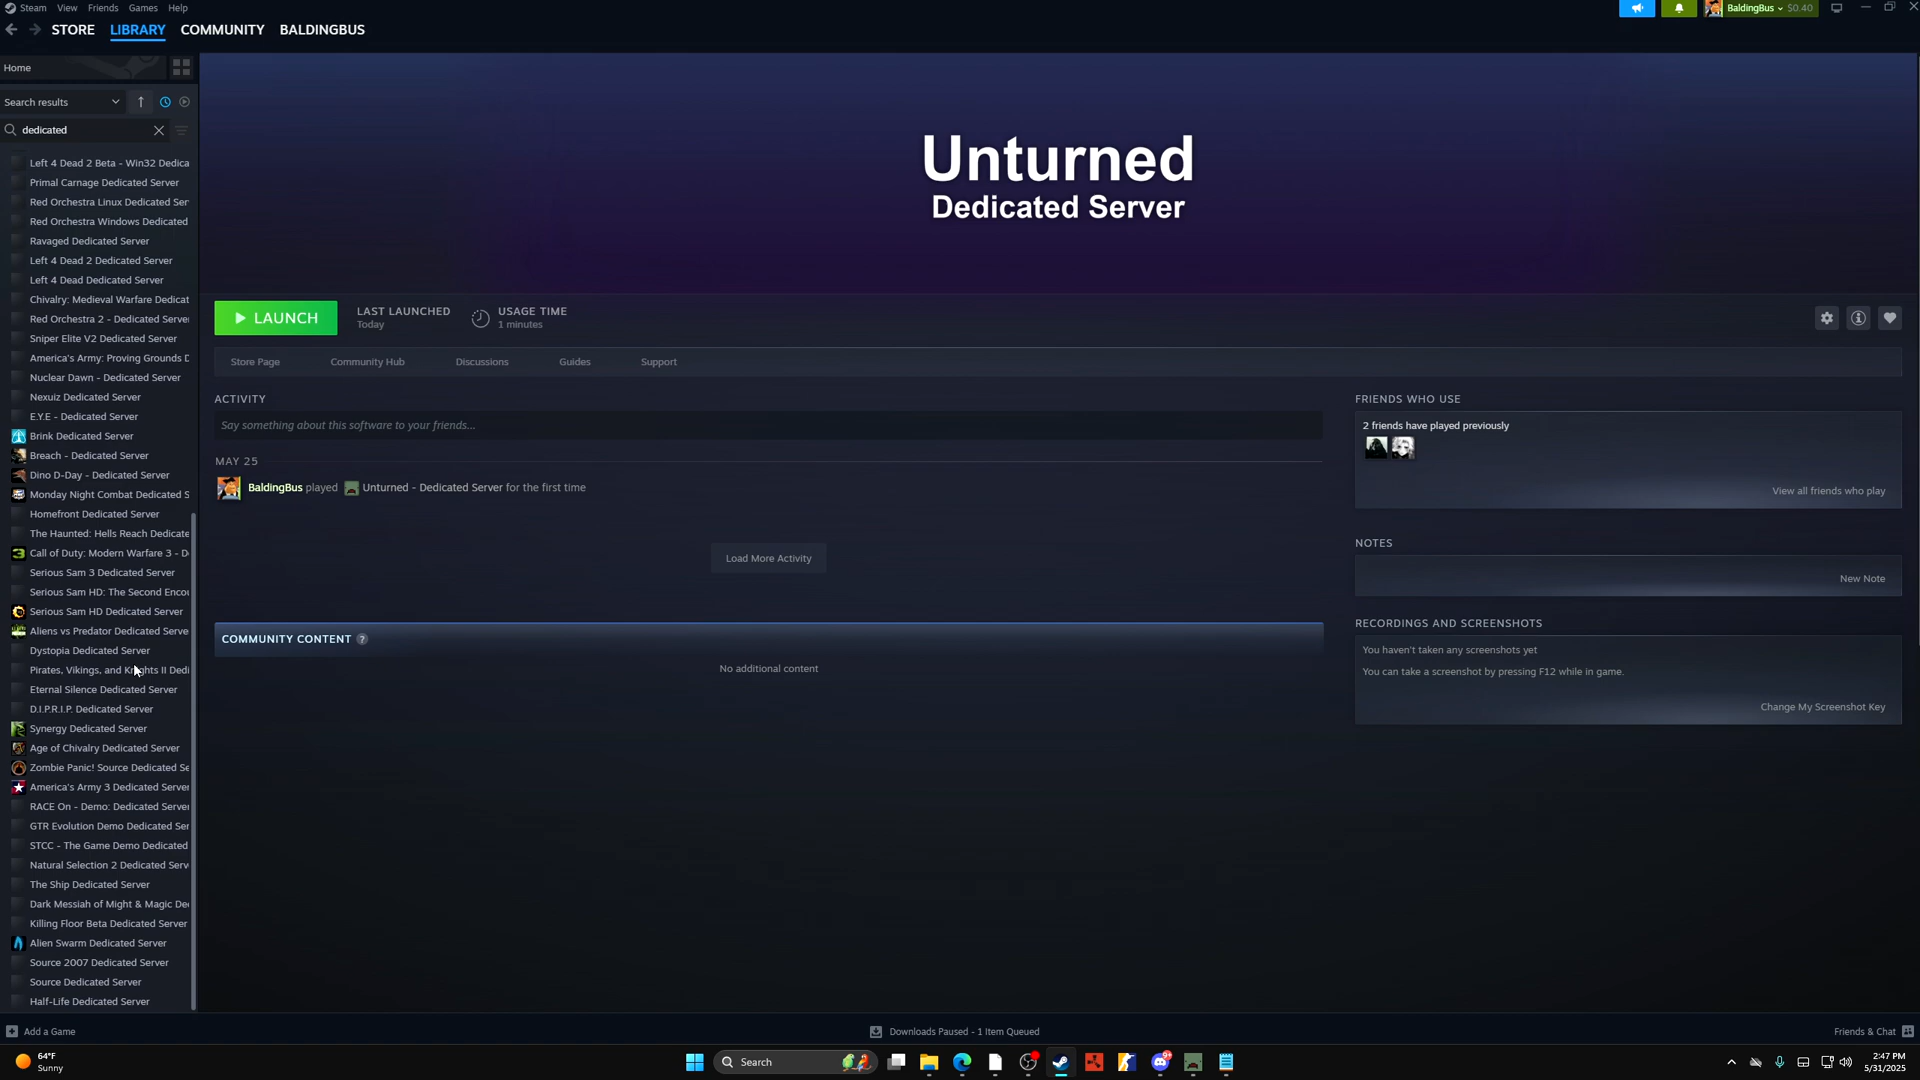 Steam View Friends Games Help
BaldingBus $0.40
STORE LIBRARY COMMUNITY BALDINGBUS
Home
Search results
dedicated
Left 4 Dead 2 Beta - Win32 Dedica
Primal Carnage Dedicated Server
Red Orchestra Linux Dedicated Ser
Red Orchestra Windows Dedicated
Ravaged Dedicated Server
Left 4 Dead 2 Dedicated Server
Left 4 Dead Dedicated Server
Chivalry: Medieval Warfare Dedicat
Red Orchestra 2 - Dedicated Server
Sniper Elite V2 Dedicated Server
America's Army: Proving Grounds D
Nuclear Dawn - Dedicated Server
Nexuiz Dedicated Server
E.Y.E - Dedicated Server
Brink Dedicated Server
Breach - Dedicated Server
Dino D-Day - Dedicated Server
Monday Night Combat Dedicated S
Homefront Dedicated Server
The Haunted: Hells Reach Dedicate
Call of Duty: Modern Warfare 3 - D
Serious Sam 3 Dedicated Server
Serious Sam HD: The Second Encou
Serious Sam HD Dedicated Server
Aliens vs Predator Dedicated Serve
Dystopia Dedicated Server
Pirates, Vikings, and Knights II Dedi
Eternal Silence Dedicated Server
D.I.P.R.I.P. Dedicated Server
Synergy Dedicated Server
Age of Chivalry Dedicated Server
Zombie Panic! Source Dedicated Se
America's Army 3 Dedicated Server
RACE On - Demo: Dedicated Server
GTR Evolution Demo Dedicated Ser
STCC - The Game Demo Dedicated
Natural Selection 2 Dedicated Serv
The Ship Dedicated Server
Dark Messiah of Might & Magic De
Killing Floor Beta Dedicated Server
Alien Swarm Dedicated Server
Source 2007 Dedicated Server
Source Dedicated Server
Half-Life Dedicated Server
Unturned
Dedicated Server
LAUNCH
LAST LAUNCHED
Today
USAGE TIME
1 minutes
Store Page Community Hub Discussions Guides Support
ACTIVITY
Say something about this software to your friends...
MAY 25
BaldingBus played Unturned - Dedicated Server for the first time
Load More Activity
COMMUNITY CONTENT ?
No additional content
FRIENDS WHO USE
2 friends have played previously
View all friends who play
NOTES
New Note
RECORDINGS AND SCREENSHOTS
You haven't taken any screenshots yet
You can take a screenshot by pressing F12 while in game.
Change My Screenshot Key
Add a Game
Downloads Paused - 1 Item Queued
Friends & Chat
64°F
Sunny
Search
2:47 PM
5/31/2025